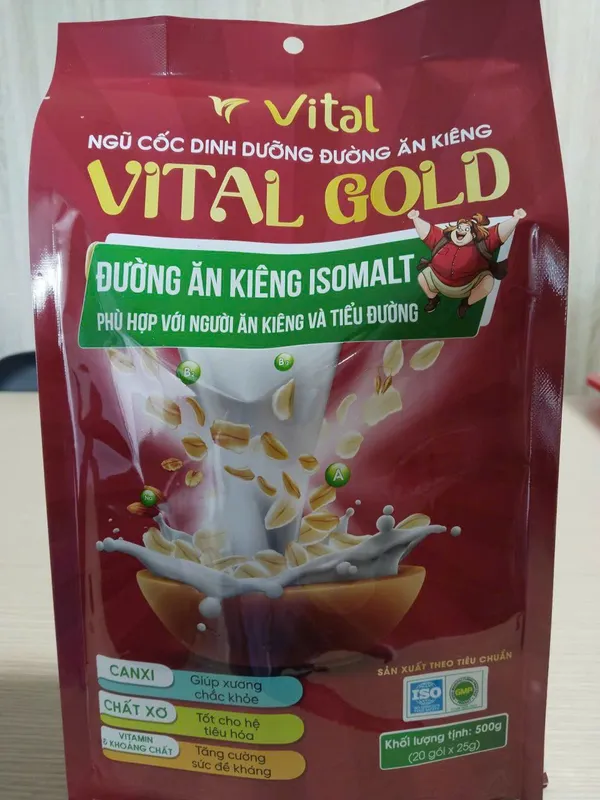 Vital
NGŨ CỐC DINH DƯỠNG ĐƯỜNG ĂN KIÊNG
VITAL GOLD
ĐƯỜNG ĂN KIÊNG ISOMALT
PHÙ HỢP VỚI NGƯỜI ĂN KIÊNG VÀ TIỂU ĐƯỜNG
A
CANXI
Giúp xương
chắc khỏe
CHẤT XƠ
Tốt cho hệ
tiêu hóa
VITAMIN
& KHOÁNG CHẤT
Tăng cường
sức đề kháng
SẢN XUẤT THEO TIÊU CHUẨN
ISO
GMP
Khối lượng tịnh: 500g
(20 gói x 25g)